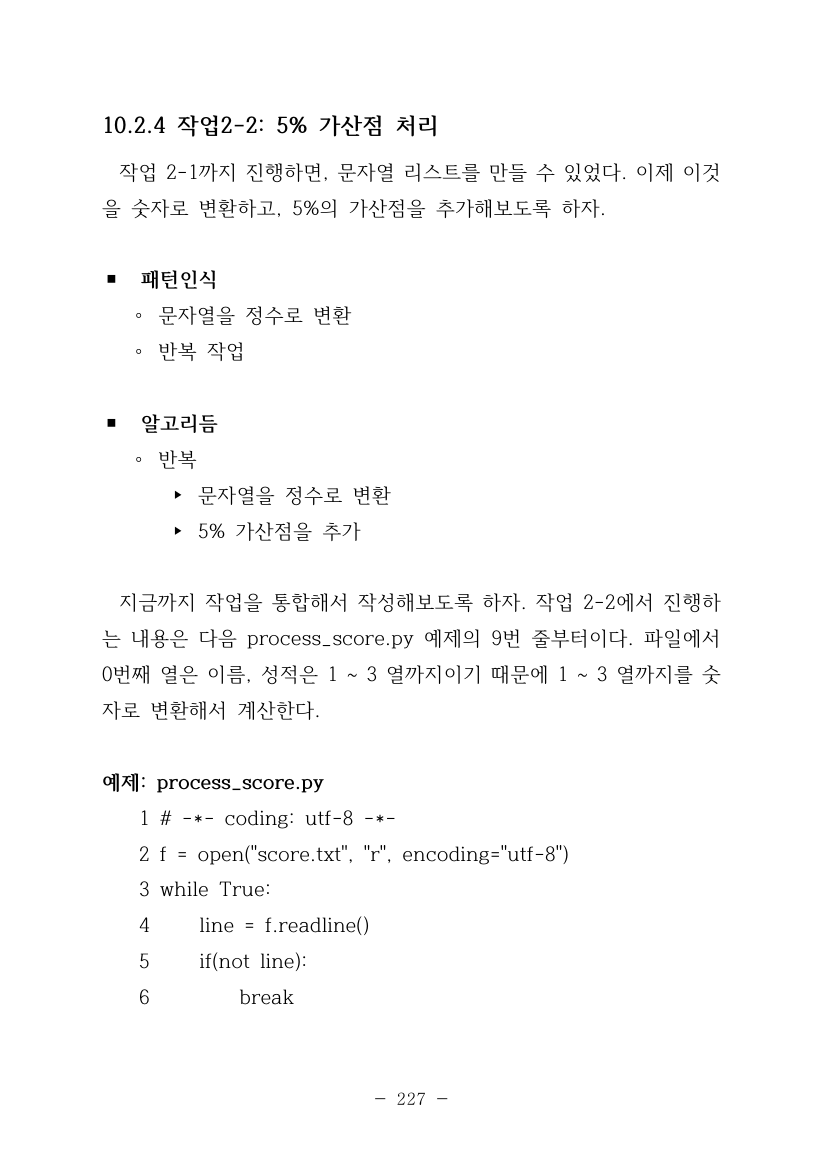 10.2.4 작업2-2: 5% 가산점 처리
작업 2-1까지 진행하면, 문자열 리스트를 만들 수 있었다. 이제 이것
을 숫자로 변환하고, 5%의 가산점을 추가해보도록 하자.
■ 패턴인식
◦ 문자열을 정수로 변환
◦ 반복 작업
■ 알고리듬
◦ 반복
▸ 문자열을 정수로 변환
▸ 5% 가산점을 추가
지금까지 작업을 통합해서 작성해보도록 하자. 작업 2-2에서 진행하
는 내용은 다음 process_score.py 예제의 9번 줄부터이다. 파일에서
0번째 열은 이름, 성적은 1 ~ 3 열까지이기 때문에 1 ~ 3 열까지를 숫
자로 변환해서 계산한다.
예제: process_score.py
1 # -*- coding: utf-8 -*-
2 f = open("score.txt", "r", encoding="utf-8")
3 while True:
4     line = f.readline()
5     if(not line):
6         break
- 227 -